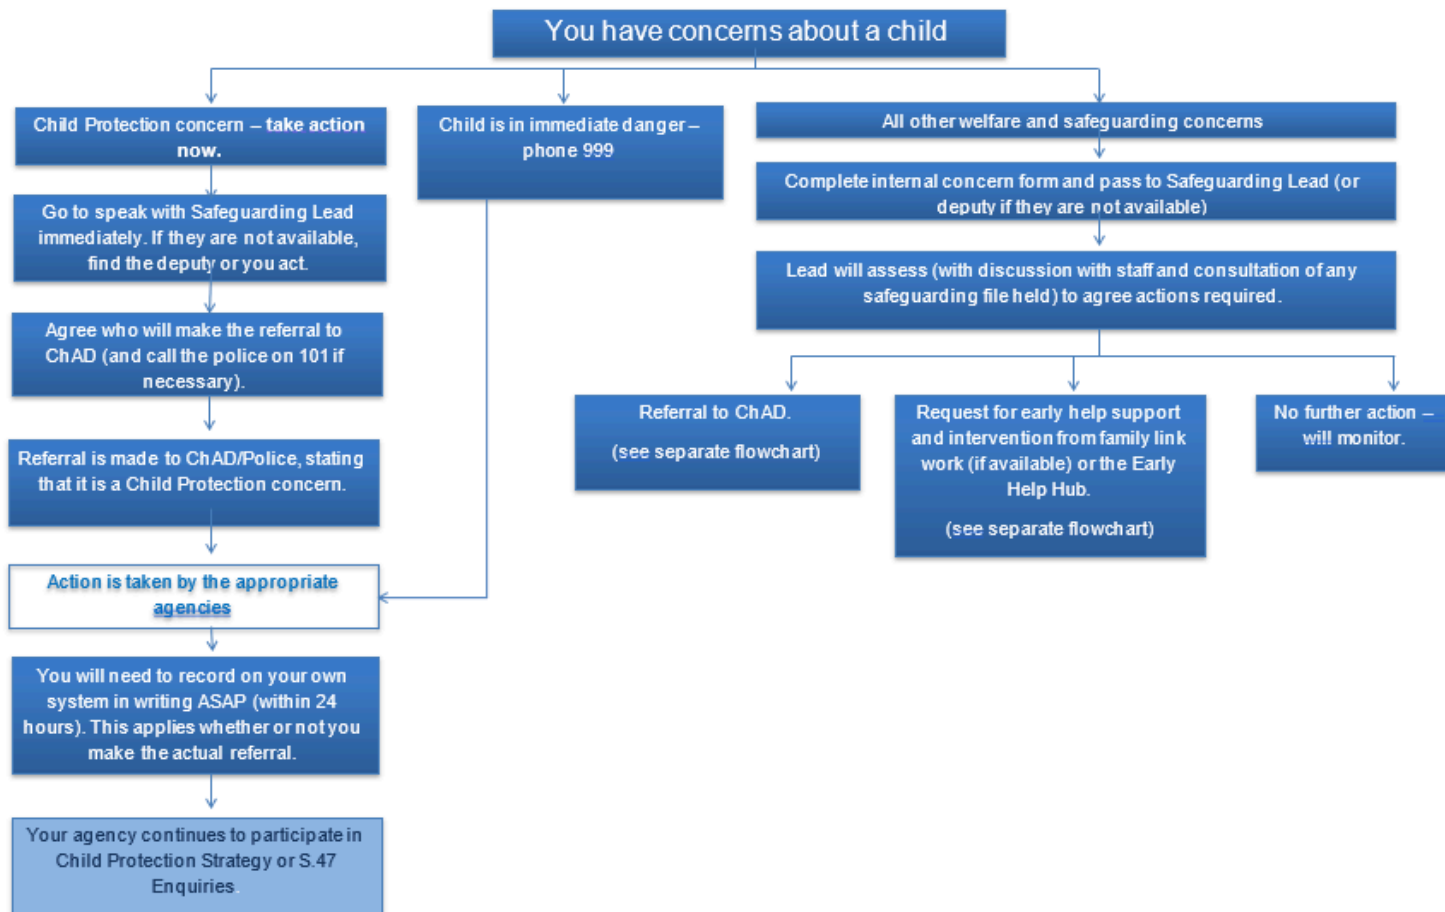 You have concerns about a child
Child Protection concern – take action
now.
Go to speak with Safeguarding Lead
immediately. If they are not available,
find the deputy or you act.
Agree who will make the referral to
ChAD (and call the police on 101 if
necessary).
Referral is made to ChAD/Police, stating
that it is a Child Protection concern.
Action is taken by the appropriate
agencies
You will need to record on your own
system in writing ASAP (within 24
hours). This applies whether or not you
make the actual referral.
Your agency continues to participate in
Child Protection Strategy or S.47
Enquiries.
Child is in immediate danger –
phone 999
All other welfare and safeguarding concerns
Complete internal concern form and pass to Safeguarding Lead (or
deputy if they are not available)
Lead will assess (with discussion with staff and consultation of any
safeguarding file held) to agree actions required.
Referral to ChAD.
(see separate flowchart)
Request for early help support
and intervention from family link
work (if available) or the Early
Help Hub.
(see separate flowchart)
No further action –
will monitor.